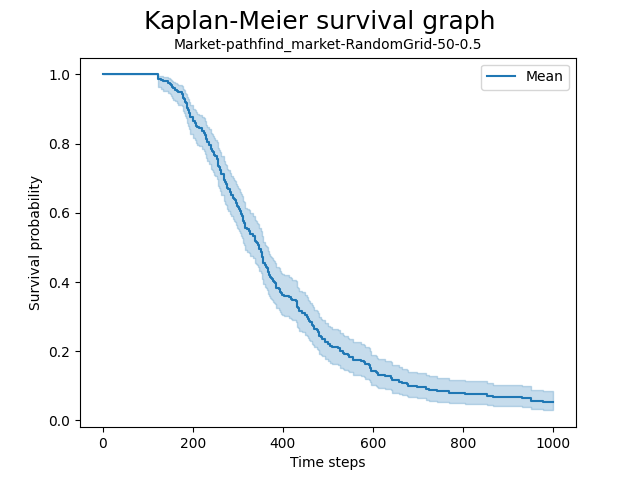 Kaplan-Meier survival graph
Market-pathfind_market-RandomGrid-50-0.5
Mean
1.0
0.8
0.6
0.4
0.2
0.0
Survival probability
0 200 400 600 800 1000
Time steps